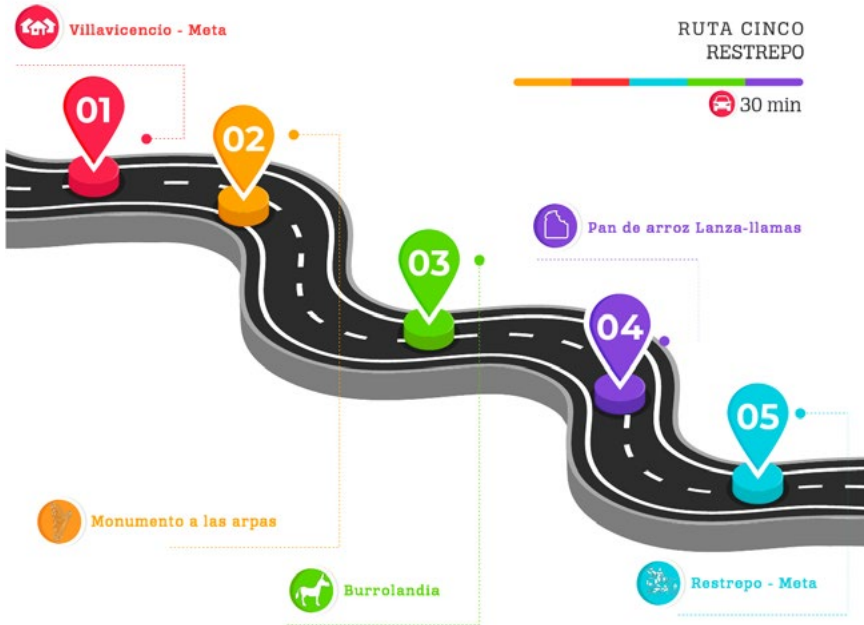 Villavicencio - Meta
RUTA CINCO
RESTREPO
30 min
01
02
03
04
05
Pan de arroz Lanza-llamas
Monumento a las arpas
Burrolandia
Restrepo - Meta